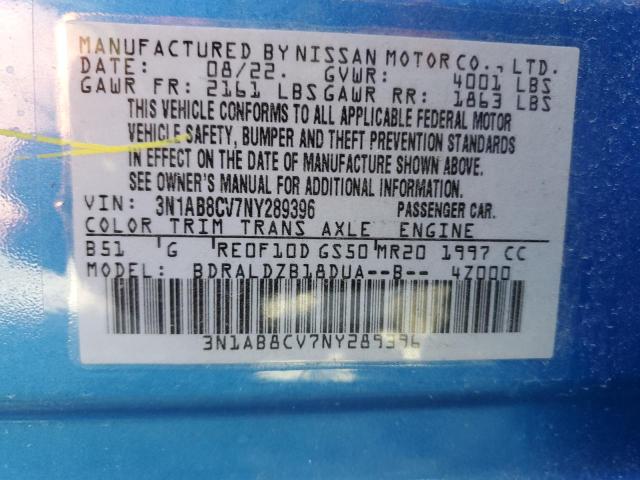 MANUFACTURED BY NISSAN MOTOR CO., LTD.
DATE: 08/22. GVWR: 4001 LBS
GAWR FR: 2161 LBS GAWR RR: 1863 LBS
THIS VEHICLE CONFORMS TO ALL APPLICABLE FEDERAL MOTOR
VEHICLE SAFETY, BUMPER AND THEFT PREVENTION STANDARDS
IN EFFECT ON THE DATE OF MANUFACTURE SHOWN ABOVE.
SEE OWNER'S MANUAL FOR ADDITIONAL INFORMATION
VIN: 3N1AB8CV7NY289396 PASSENGER CAR.
COLOR TRIM TRANS AXLE ENGINE
B51 G RE0F10D GS50 MR20 1997 CC
MODEL: BDRALDZB18DUA--B-- 4Z000
3N1AB8CV7NY289396